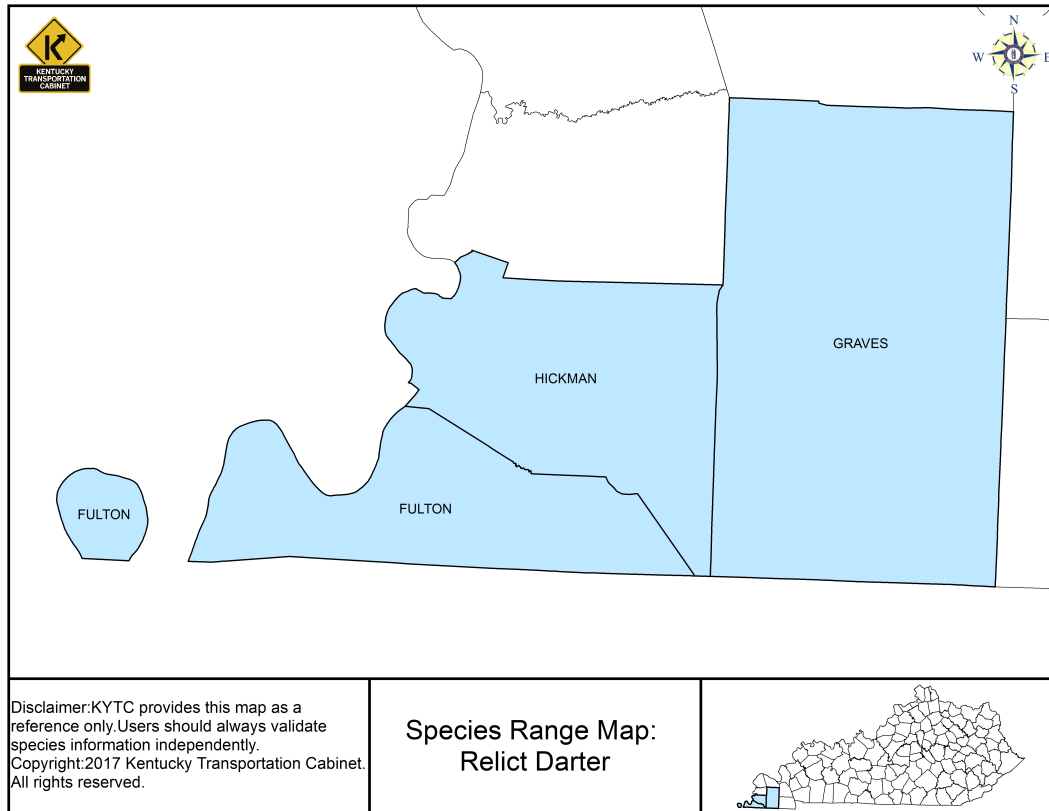 KENTUCKY
TRANSPORTATION
CABINET
N
W
E
S
GRAVES
HICKMAN
FULTON
FULTON
Disclaimer:KYTC provides this map as a
reference only.Users should always validate
species information independently.
Copyright:2017 Kentucky Transportation Cabinet.
All rights reserved.
Species Range Map:
Relict Darter